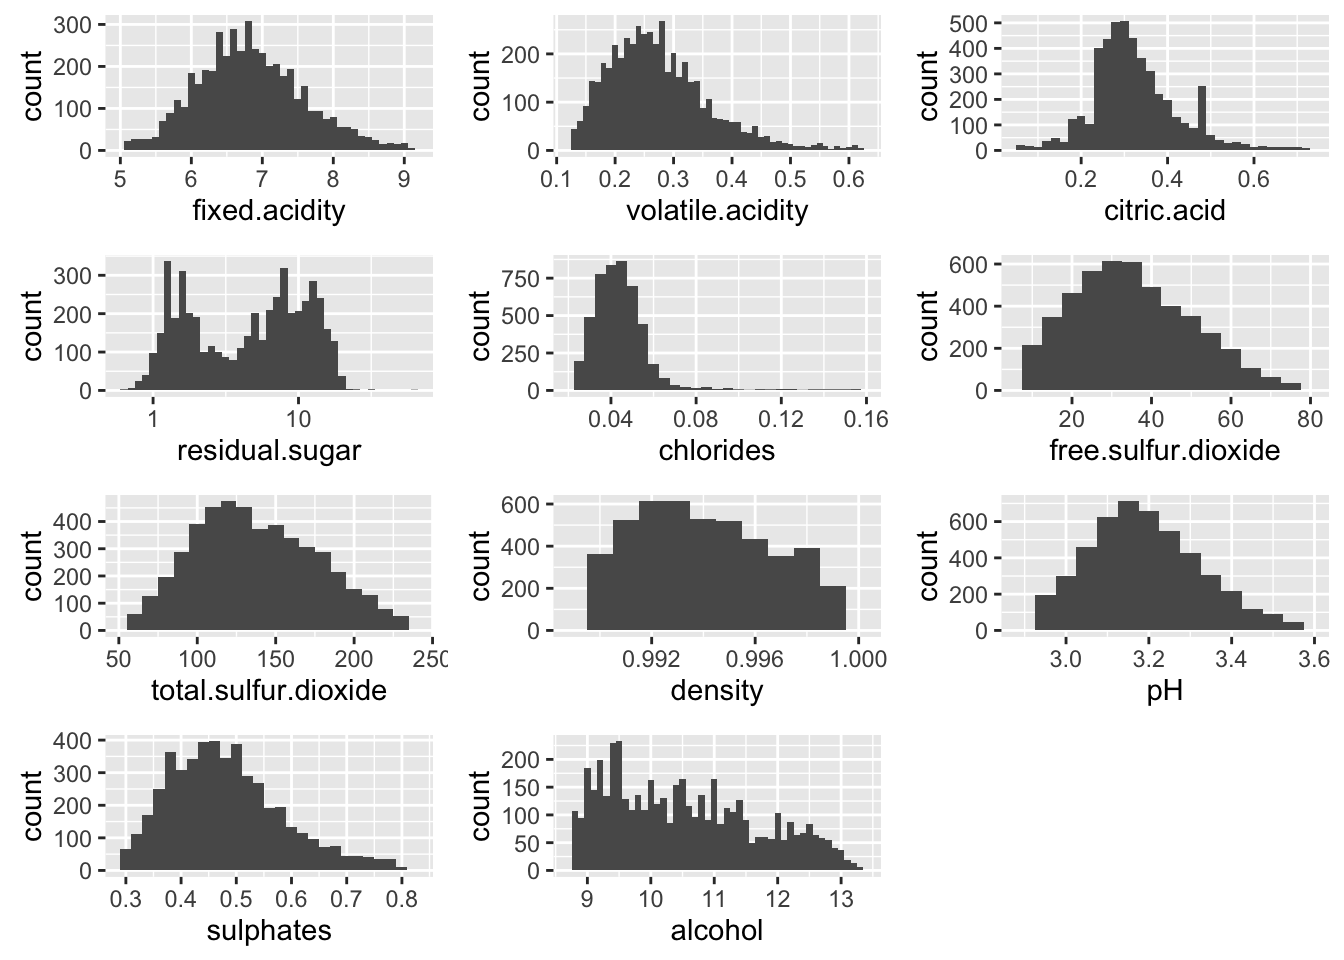 count
300
200
100
0
5 6 7 8 9
fixed.acidity
count
200
100
0
0.1 0.2 0.3 0.4 0.5 0.6
volatile.acidity
count
500
400
300
200
100
0
0.2 0.4 0.6
citric.acid
count
300
200
100
0
1 10
residual.sugar
count
750
500
250
0
0.04 0.08 0.12 0.16
chlorides
count
600
400
200
0
20 40 60 80
free.sulfur.dioxide
count
400
300
200
100
0
50 100 150 200 250
total.sulfur.dioxide
count
600
400
200
0
0.992 0.996 1.000
density
count
600
400
200
0
3.0 3.2 3.4 3.6
pH
count
400
300
200
100
0
0.3 0.4 0.5 0.6 0.7 0.8
sulphates
count
200
150
100
50
0
9 10 11 12 13
alcohol